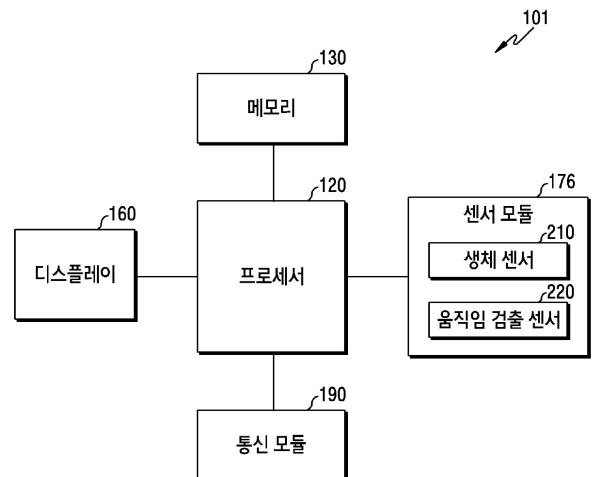 101
130
메모리
120
프로세서
160
디스플레이
176
센서 모듈
210
생체 센서
220
움직임 검출 센서
190
통신 모듈